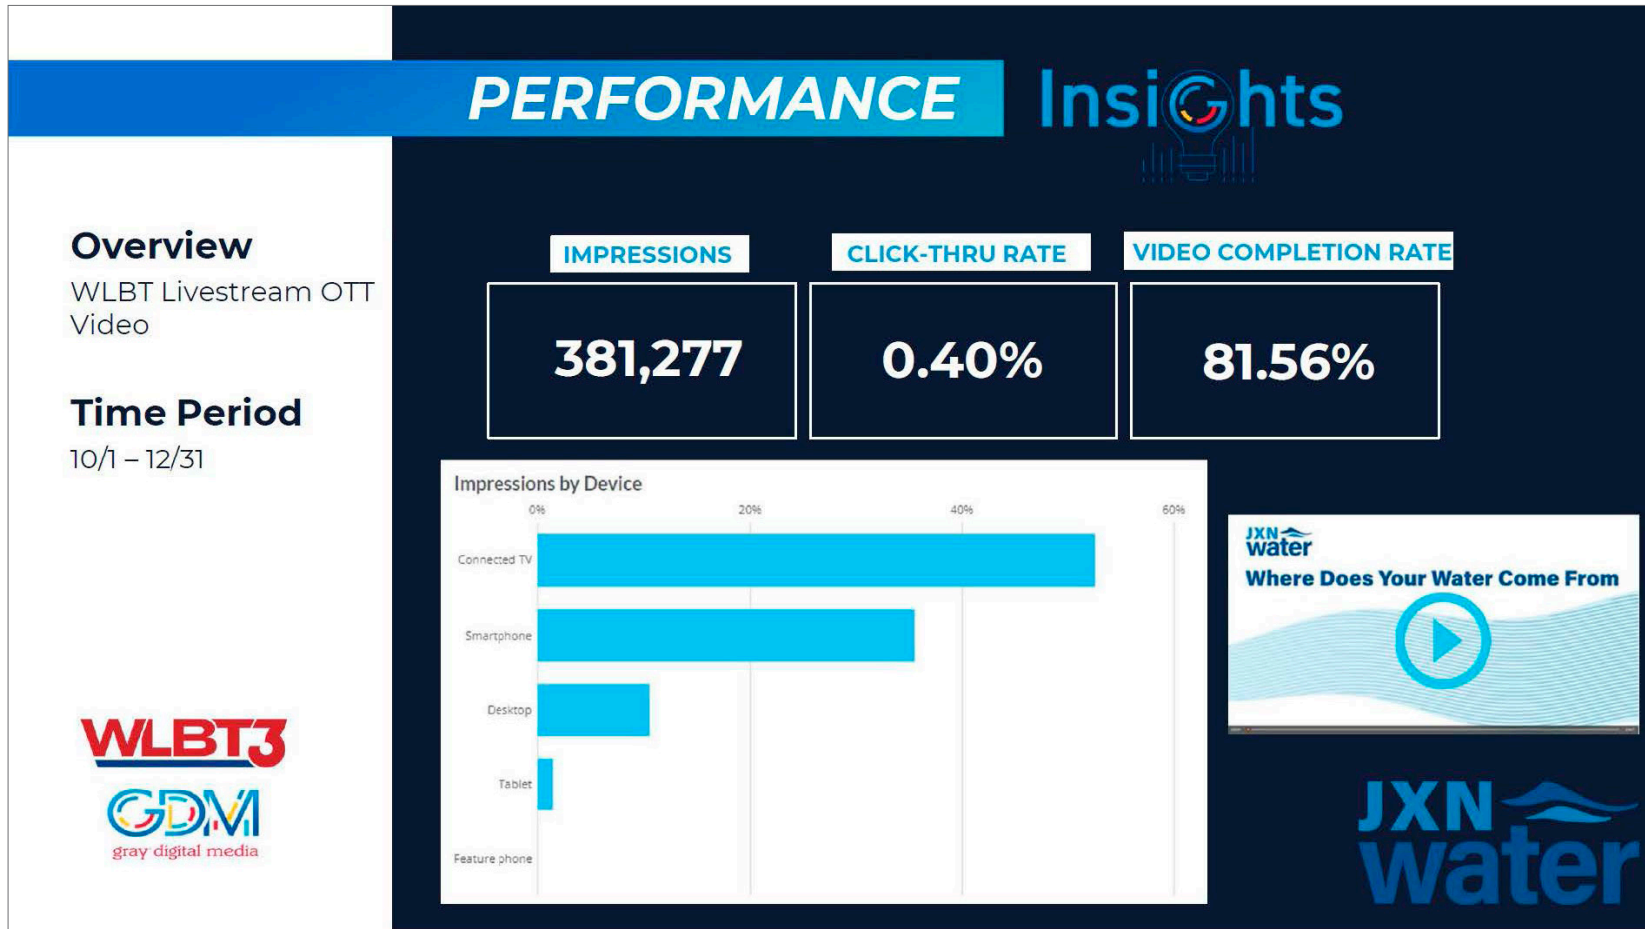 PERFORMANCE
Insights
Overview
WLBT Livestream OTT
Video
Time Period
10/1 – 12/31
IMPRESSIONS
CLICK-THRU RATE
VIDEO COMPLETION RATE
381,277
0.40%
81.56%
Impressions by Device
0%
20%
40%
60%
Connected TV
Smartphone
Desktop
Tablet
Feature phone
JXN
water
Where Does Your Water Come From
WLBT3
GDM
gray digital media
JXN
water